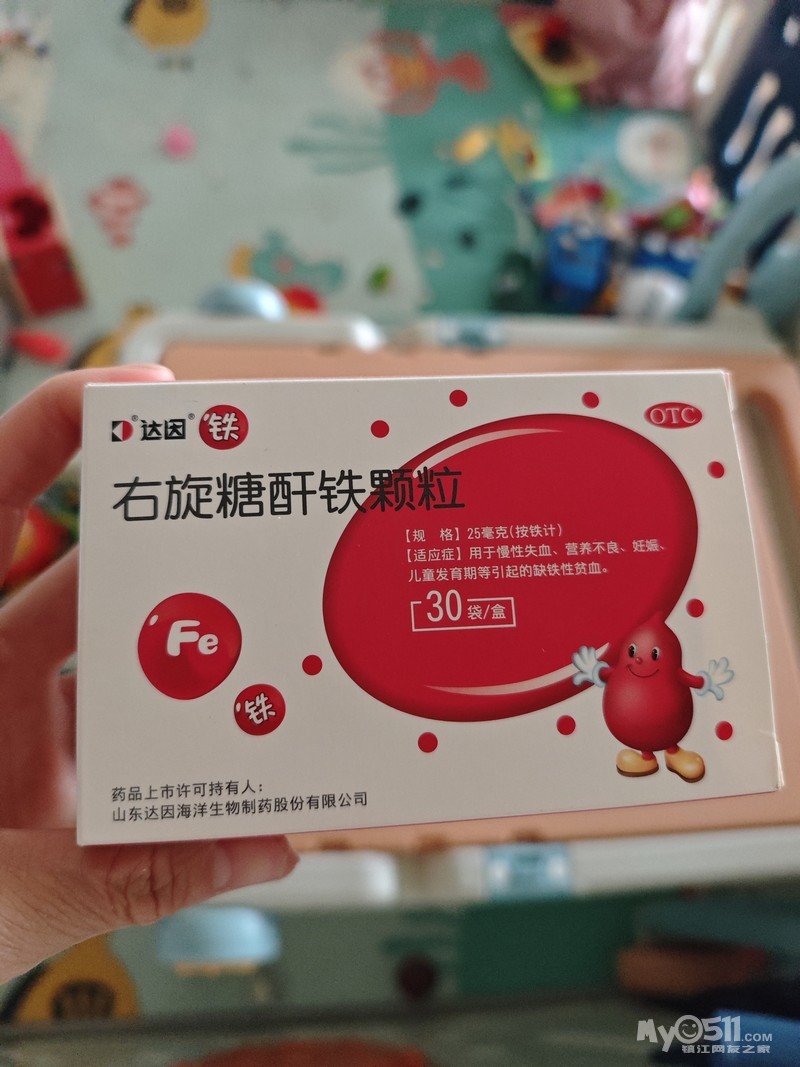 达因® 铁
OTC
右旋糖酐铁颗粒
【规 格】25毫克(按铁计)
【适应症】用于慢性失血、营养不良、妊娠、
儿童发育期等引起的缺铁性贫血。
30袋/盒
Fe
铁
药品上市许可持有人：
山东达因海洋生物制药股份有限公司
My0511.COM
镇江网友之家